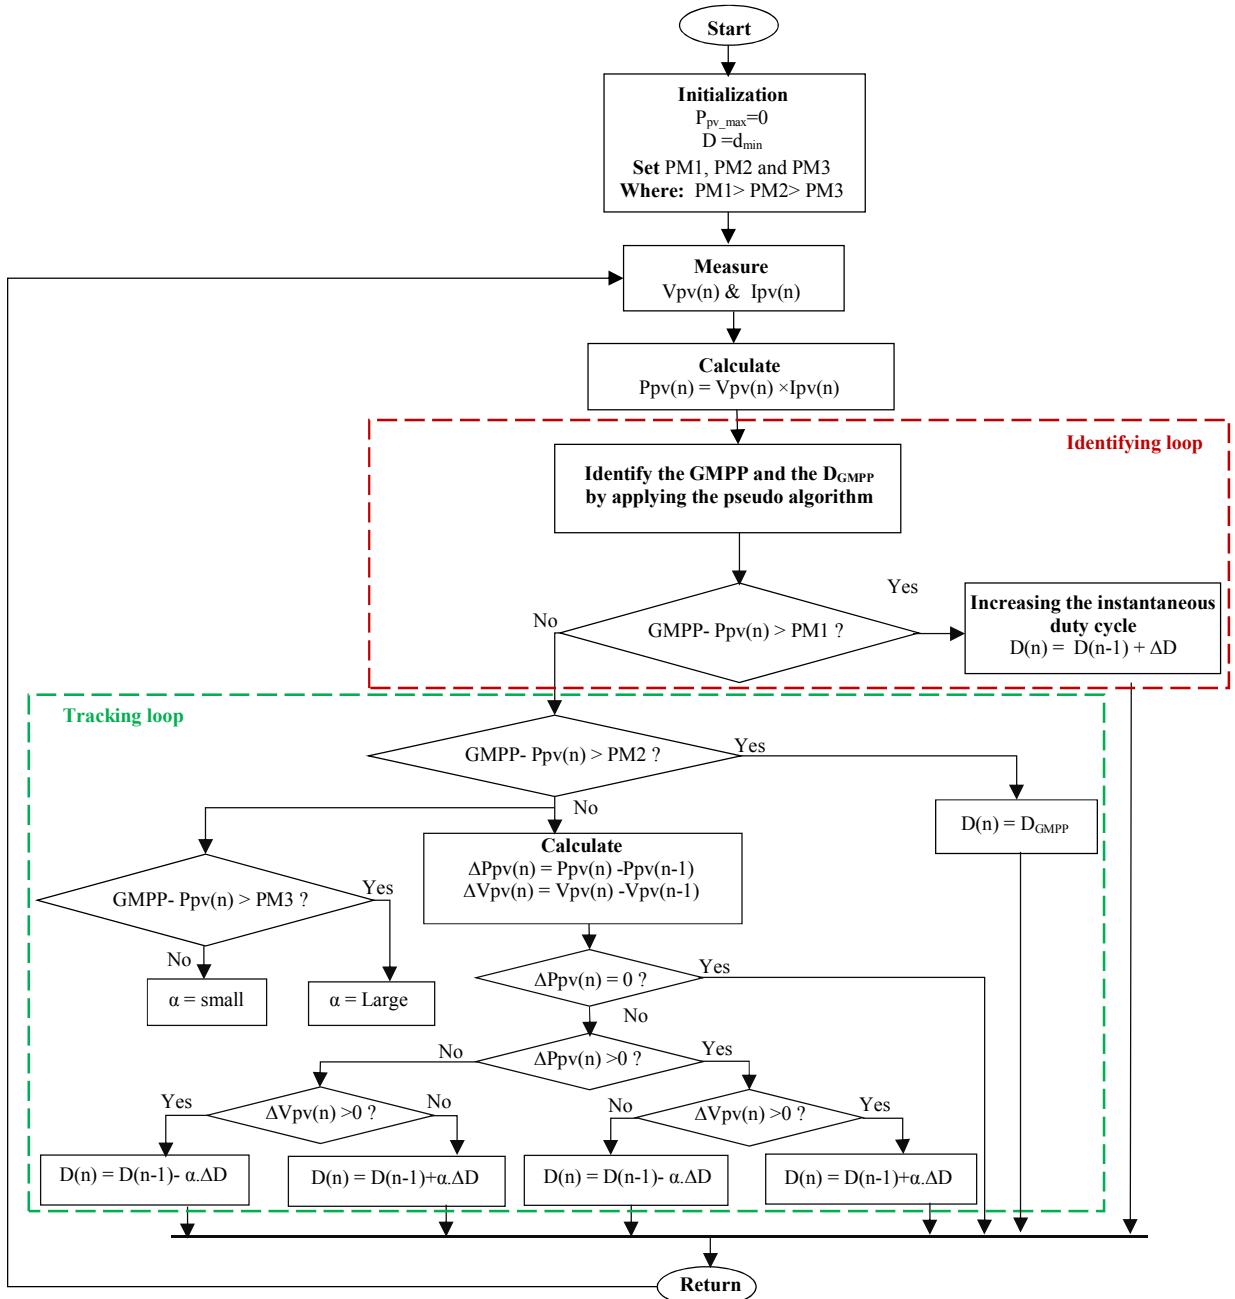 Start
Initialization
Ppv_max=0
D =dmin
Set PM1, PM2 and PM3
Where: PM1> PM2> PM3
Measure
Vpv(n) & Ipv(n)
Calculate
Ppv(n) = Vpv(n) ×Ipv(n)
Identifying loop
Identify the GMPP and the DGMPP
by applying the pseudo algorithm
Yes
No
GMPP- Ppv(n) > PM1 ?
Increasing the instantaneous
duty cycle
D(n) = D(n-1) + ΔD
Tracking loop
GMPP- Ppv(n) > PM2 ?
Yes
No
D(n) = DGMPP
Calculate
ΔPpv(n) = Ppv(n) -Ppv(n-1)
ΔVpv(n) = Vpv(n) -Vpv(n-1)
GMPP- Ppv(n) > PM3 ?
Yes
No
α = small
α = Large
ΔPpv(n) = 0 ?
Yes
No
ΔPpv(n) >0 ?
No
Yes
Yes
ΔVpv(n) >0 ?
No
No
ΔVpv(n) >0 ?
Yes
D(n) = D(n-1)- α.ΔD
D(n) = D(n-1)+α.ΔD
D(n) = D(n-1)- α.ΔD
D(n) = D(n-1)+α.ΔD
Return